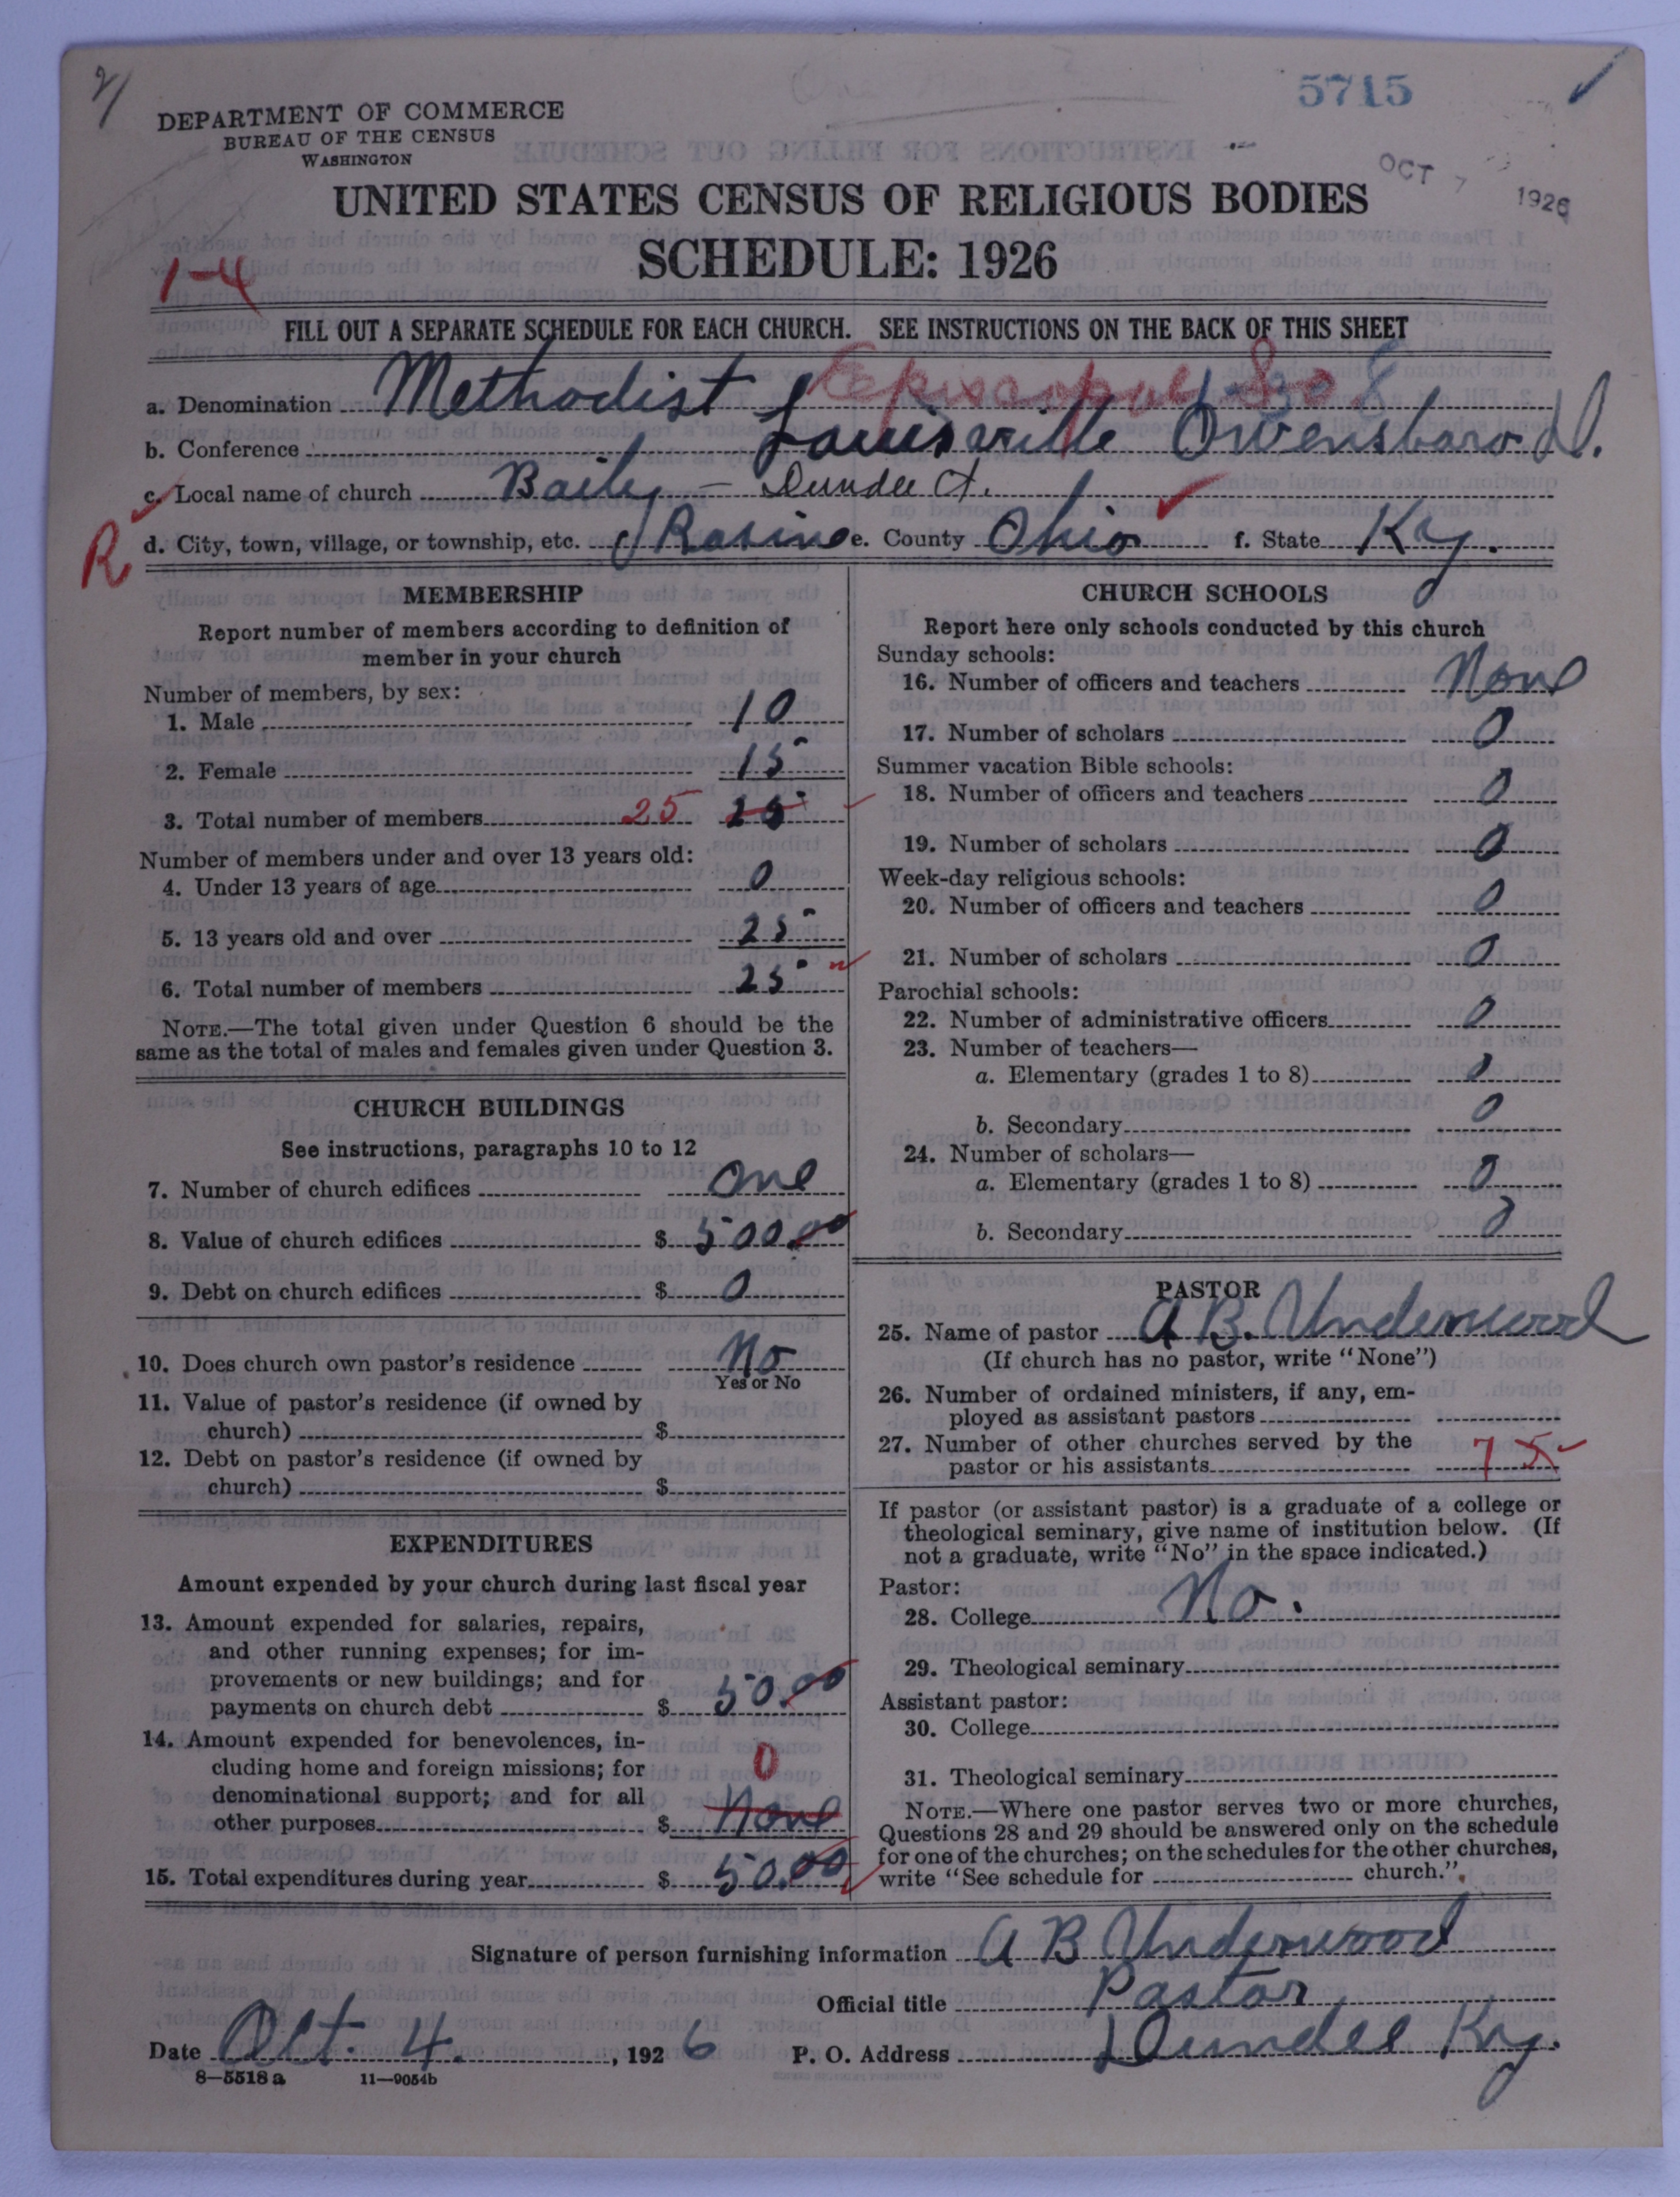 5715
DEPARTMENT OF COMMERCE
BUREAU OF THE CENSUS
WASHINGTON
OCT 7 1926
UNITED STATES CENSUS OF RELIGIOUS BODIES
SCHEDULE: 1926
1-4
FILL OUT A SEPARATE SCHEDULE FOR EACH CHURCH. SEE INSTRUCTIONS ON THE BACK OF THIS SHEET
a. Denomination Methodist Episcopal So 1-30 8
b. Conference Louisville Owensboro D.
c. Local name of church Baily – Dundee Ct.
R
d. City, town, village, or township, etc. Rosine e. County Ohio f. State Ky.
MEMBERSHIP
Report number of members according to definition of
member in your church
Number of members, by sex:
1. Male 10
2. Female 15
3. Total number of members 25 25
Number of members under and over 13 years old:
4. Under 13 years of age 0
5. 13 years old and over 25
6. Total number of members 25
NOTE.—The total given under Question 6 should be the
same as the total of males and females given under Question 3.
CHURCH BUILDINGS
See instructions, paragraphs 10 to 12
7. Number of church edifices one
8. Value of church edifices $ 500.00
9. Debt on church edifices $ 0
10. Does church own pastor's residence No
Yes or No
11. Value of pastor's residence (if owned by
church) $
12. Debt on pastor's residence (if owned by
church) $
EXPENDITURES
Amount expended by your church during last fiscal year
13. Amount expended for salaries, repairs,
and other running expenses; for im-
provements or new buildings; and for
payments on church debt $ 50.00
14. Amount expended for benevolences, in-
cluding home and foreign missions; for
denominational support; and for all
other purposes $ None 0
15. Total expenditures during year $ 50.00
CHURCH SCHOOLS
Report here only schools conducted by this church
Sunday schools:
16. Number of officers and teachers None
17. Number of scholars 0
Summer vacation Bible schools:
18. Number of officers and teachers 0
19. Number of scholars 0
Week-day religious schools:
20. Number of officers and teachers 0
21. Number of scholars 0
Parochial schools:
22. Number of administrative officers 0
23. Number of teachers—
a. Elementary (grades 1 to 8) 0
b. Secondary 0
24. Number of scholars—
a. Elementary (grades 1 to 8) 0
b. Secondary 0
PASTOR
25. Name of pastor A B. Underwood
(If church has no pastor, write "None")
26. Number of ordained ministers, if any, em-
ployed as assistant pastors
27. Number of other churches served by the
pastor or his assistants 7 5
If pastor (or assistant pastor) is a graduate of a college or
theological seminary, give name of institution below. (If
not a graduate, write "No" in the space indicated.)
Pastor:
28. College No.
29. Theological seminary
Assistant pastor:
30. College
31. Theological seminary
NOTE.—Where one pastor serves two or more churches,
Questions 28 and 29 should be answered only on the schedule
for one of the churches; on the schedules for the other churches,
write "See schedule for church."
Signature of person furnishing information A B Underwood
Official title Pastor
Date Oct. 4. , 1926 P. O. Address Dundee Ky.
8—5518 a 11—9054b